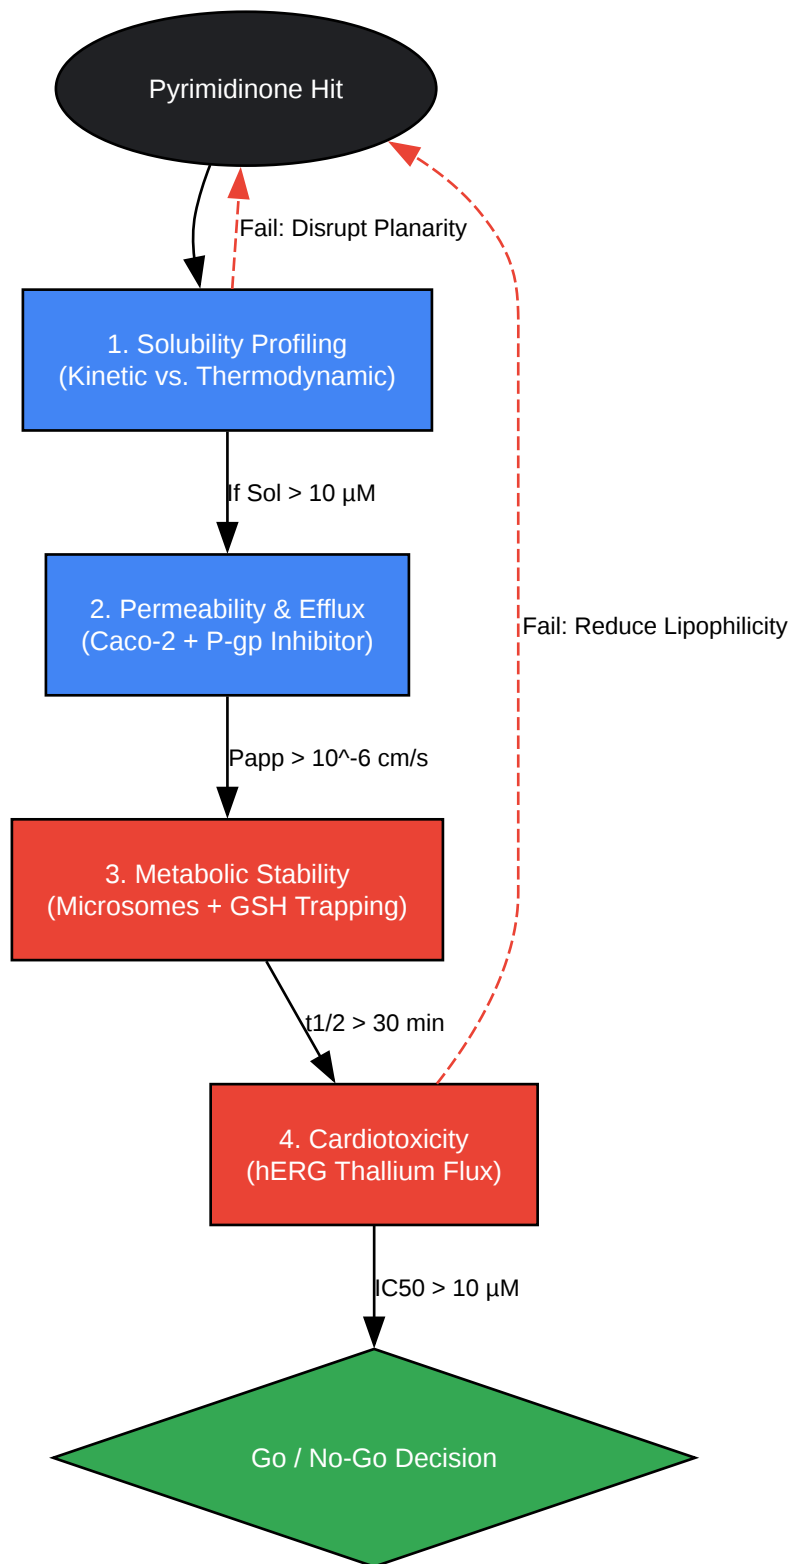 Pyrimidinone Hit
Fail: Disrupt Planarity
1. Solubility Profiling
(Kinetic vs. Thermodynamic)
If Sol > 10 µM
2. Permeability & Efflux
(Caco-2 + P-gp Inhibitor)
Fail: Reduce Lipophilicity
Papp > 10^-6 cm/s
3. Metabolic Stability
(Microsomes + GSH Trapping)
t1/2 > 30 min
4. Cardiotoxicity
(hERG Thallium Flux)
IC50 > 10 µM
Go / No-Go Decision